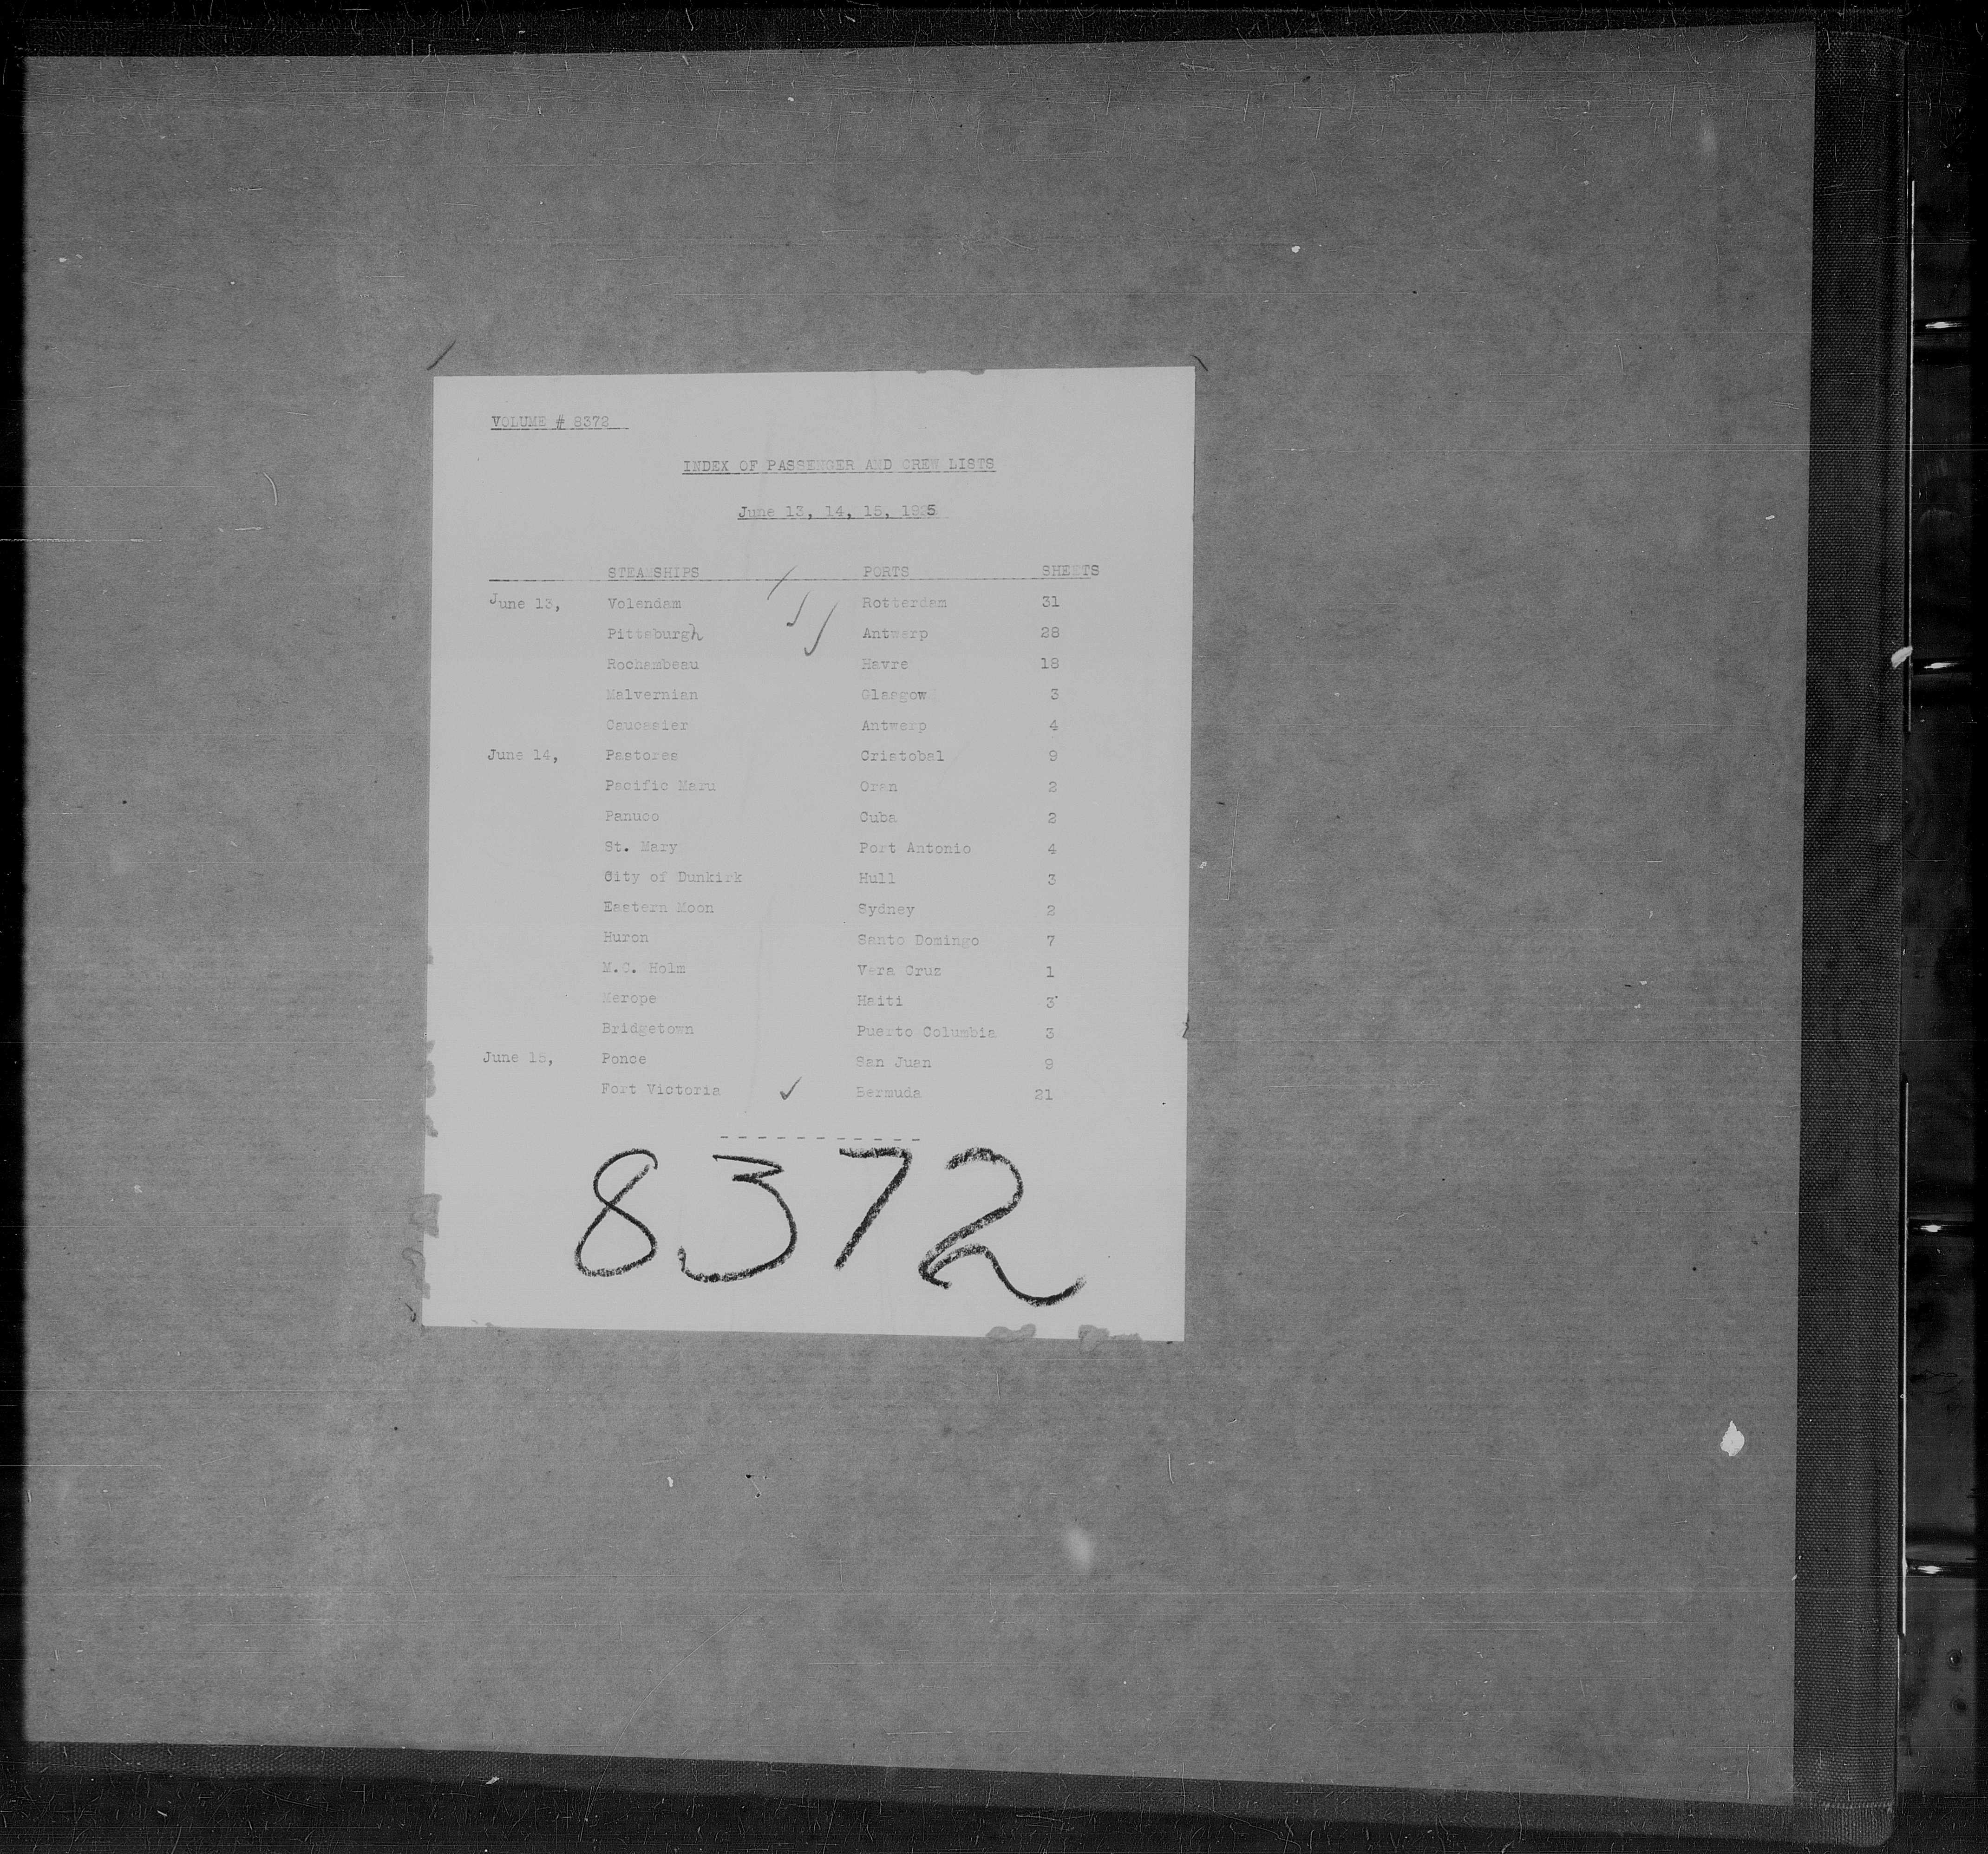 VOLUME # 8372
INDEX OF PASSENGER AND CREW LISTS
June 13, 14, 15, 1925
STEAMSHIPS PORTS SHEETS
June 13, Volendam Rotterdam 31
Pittsburgh Antwerp 28
Rochambeau Havre 18
Malvernian Glasgow 3
Caucasier Antwerp 4
June 14, Pastores Cristobal 9
Pacific Maru Oran 2
Panuco Cuba 2
St. Mary Port Antonio 4
City of Dunkirk Hull 3
Eastern Moon Sydney 2
Huron Santo Domingo 7
M.C. Holm Vera Cruz 1
Merope Haiti 3
Bridgetown Puerto Columbia 3
June 15, Ponce San Juan 9
Fort Victoria ✓ Bermuda 21
8372